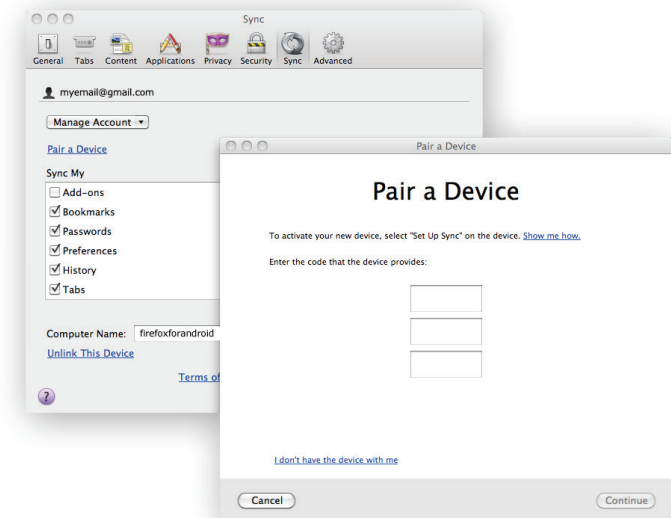 Sync
General Tabs Content Applications Privacy Security Sync Advanced
myemail@gmail.com
Manage Account
Pair a Device
Sync My
Add-ons
Bookmarks
Passwords
Preferences
History
Tabs
Computer Name: firefoxforandroid
Unlink This Device
Terms of
?
Pair a Device
Pair a Device
To activate your new device, select "Set Up Sync" on the device. Show me how.
Enter the code that the device provides:
I don't have the device with me
Cancel Continue